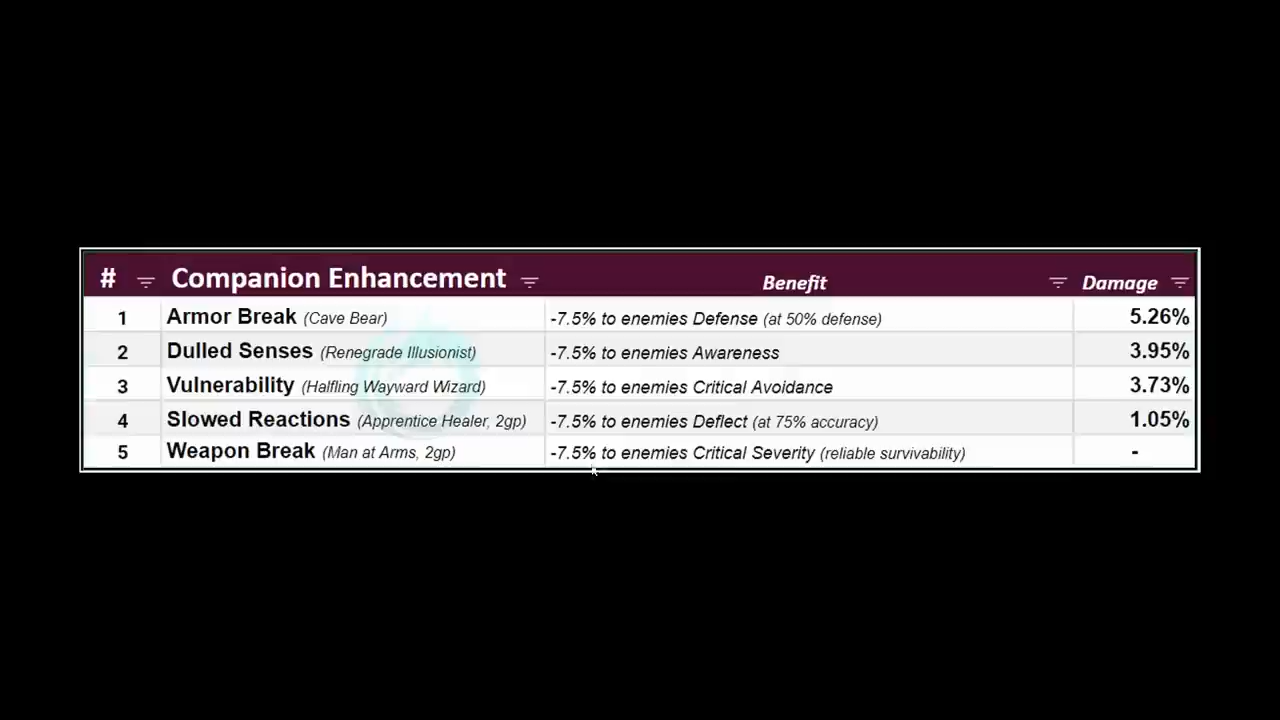 # Companion Enhancement Benefit Damage
1 Armor Break (Cave Bear) -7.5% to enemies Defense (at 50% defense) 5.26%
2 Dulled Senses (Renegrade Illusionist) -7.5% to enemies Awareness 3.95%
3 Vulnerability (Halfling Wayward Wizard) -7.5% to enemies Critical Avoidance 3.73%
4 Slowed Reactions (Apprentice Healer, 2gp) -7.5% to enemies Deflect (at 75% accuracy) 1.05%
5 Weapon Break (Man at Arms, 2gp) -7.5% to enemies Critical Severity (reliable survivability) -